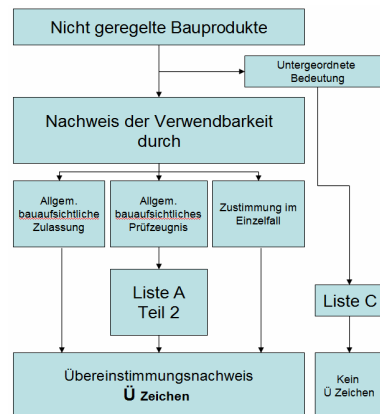 Nicht geregelte Bauprodukte
Untergeordnete
Bedeutung
Nachweis der Verwendbarkeit
durch
Allgem.
bauaufsichtliche
Zulassung
Allgem.
bauaufsichtliches
Prüfzeugnis
Zustimmung im
Einzelfall
Liste A
Teil 2
Liste C
Übereinstimmungsnachweis
Ü Zeichen
Kein
Ü Zeichen